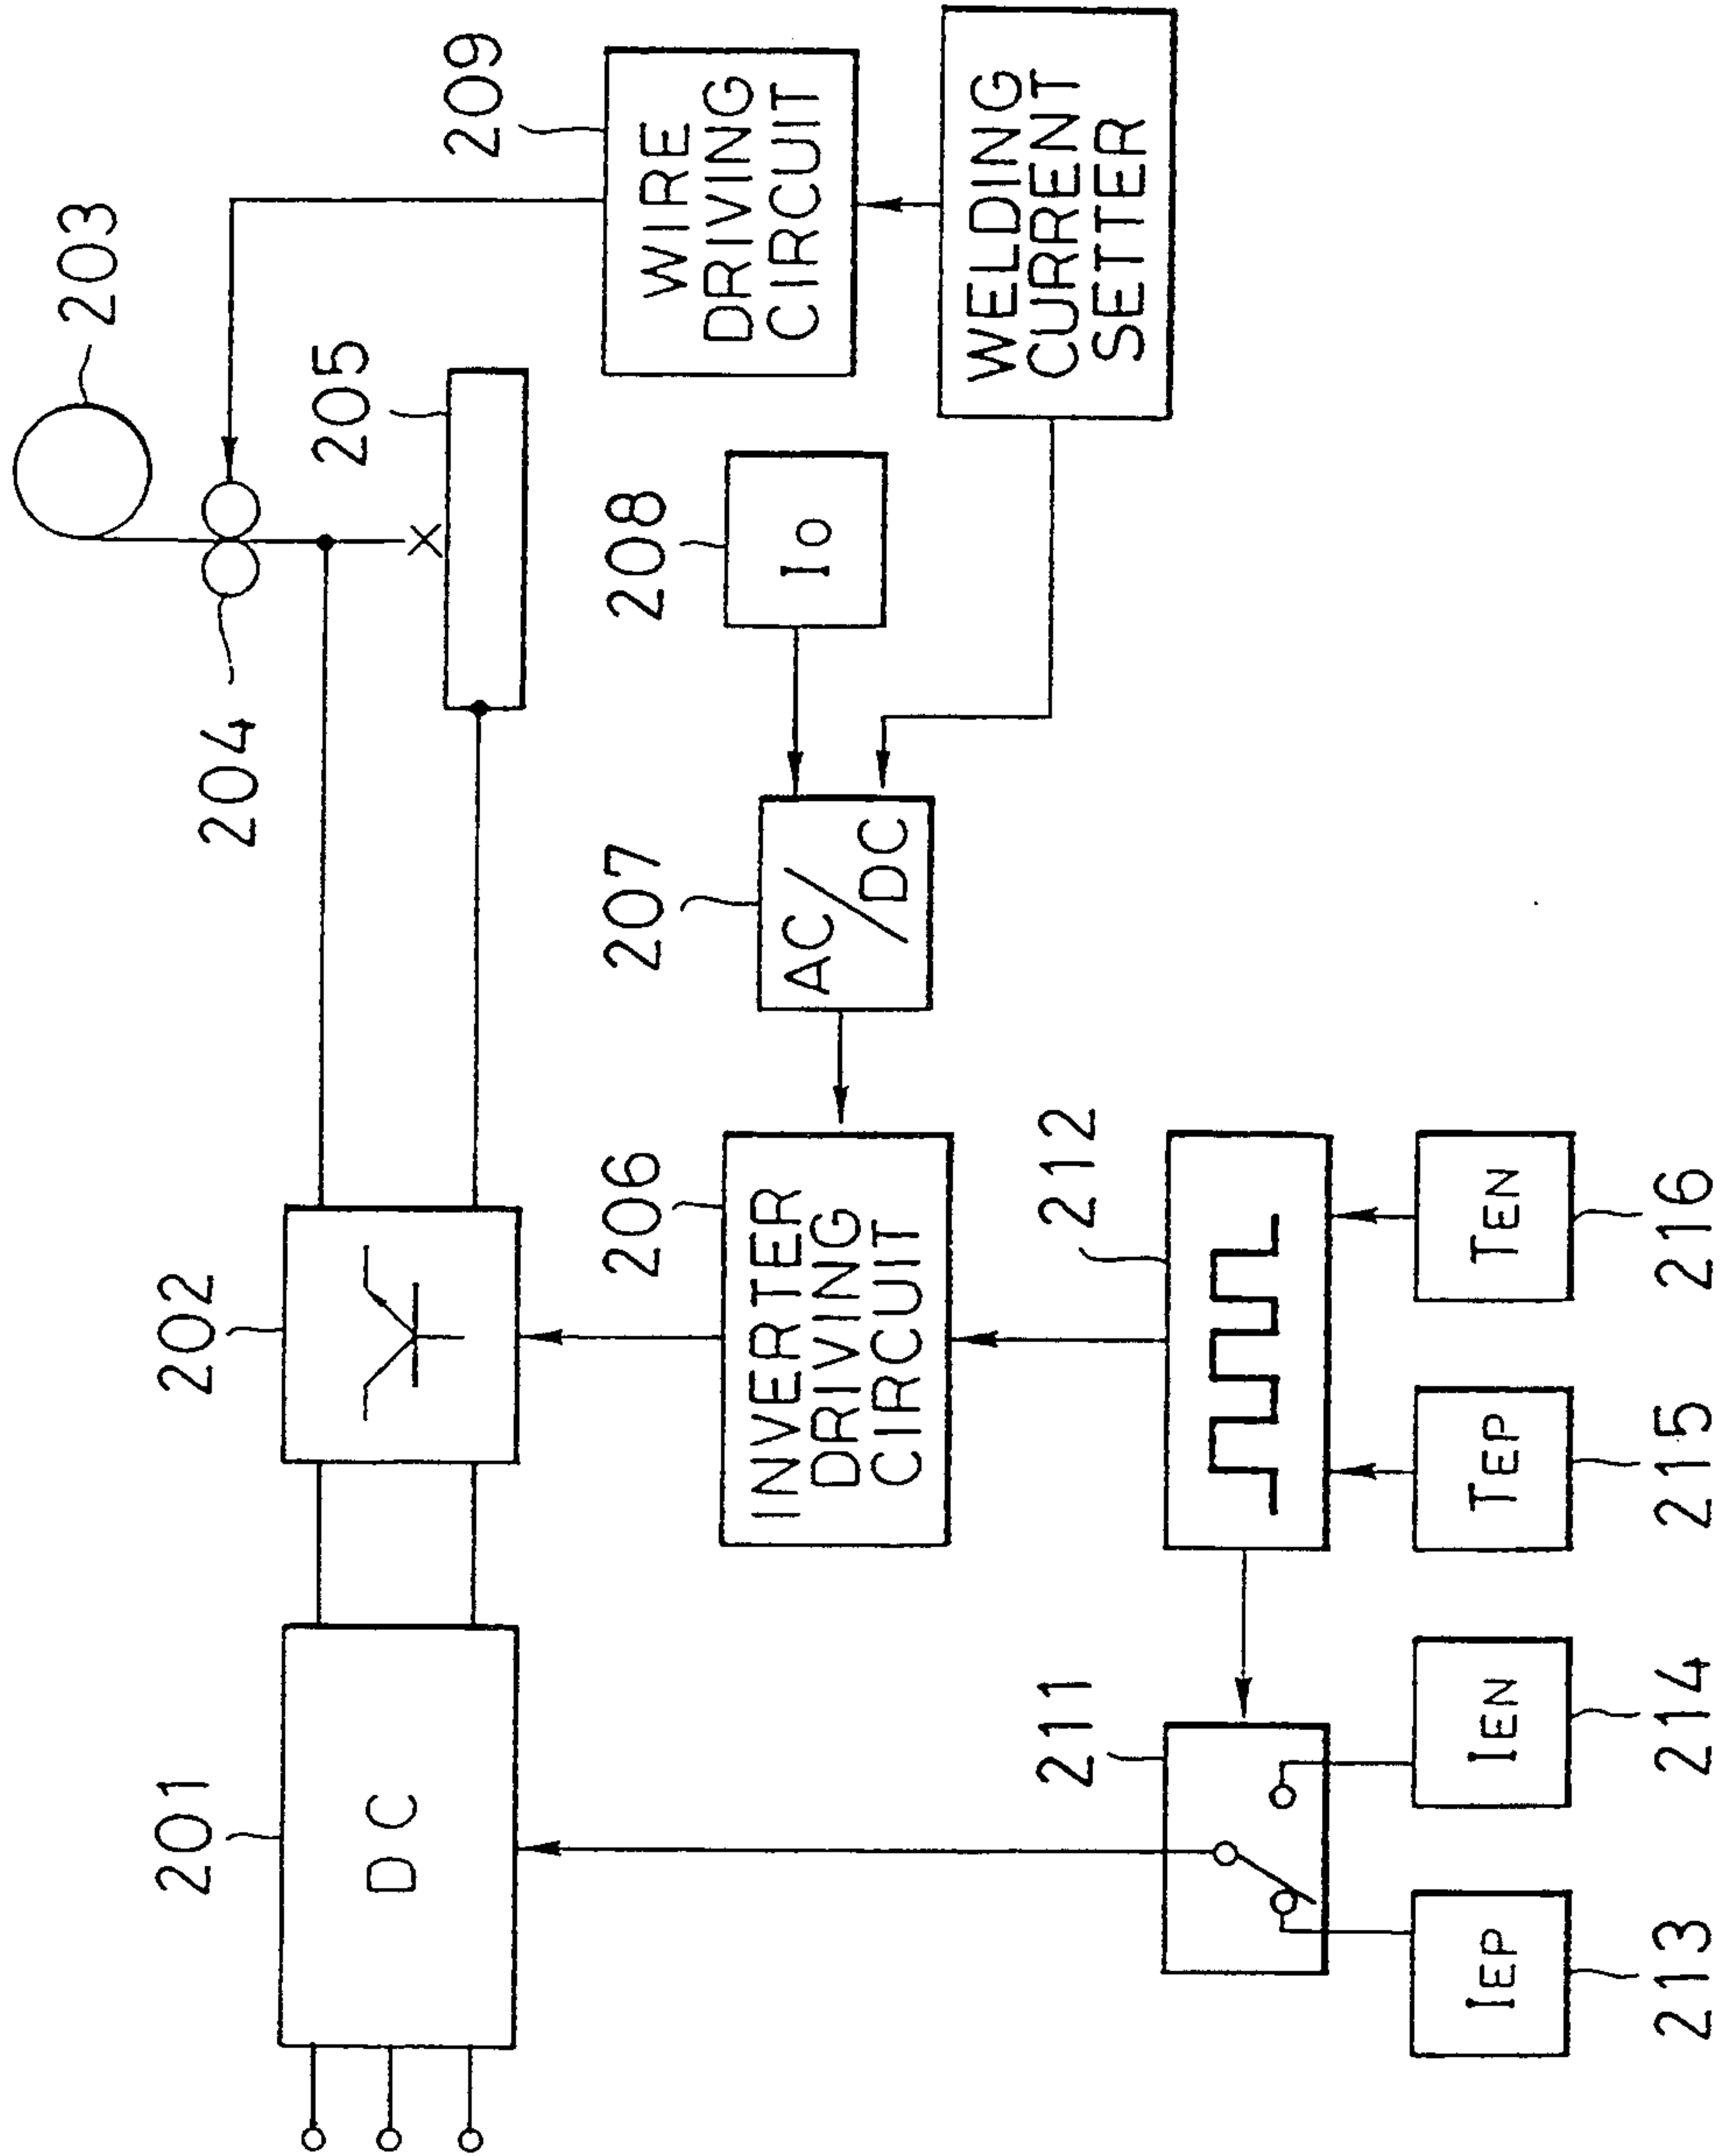 203
209
WIRE
DRIVING
CIRCUIT
WELDING
CURRENT
SETTER
204
205
208
Io
207
AC/DC
202
206
INVERTER
DRIVING
CIRCUIT
212
201
DC
211
IEP
213
IEN
214
TEP
215
TEN
216